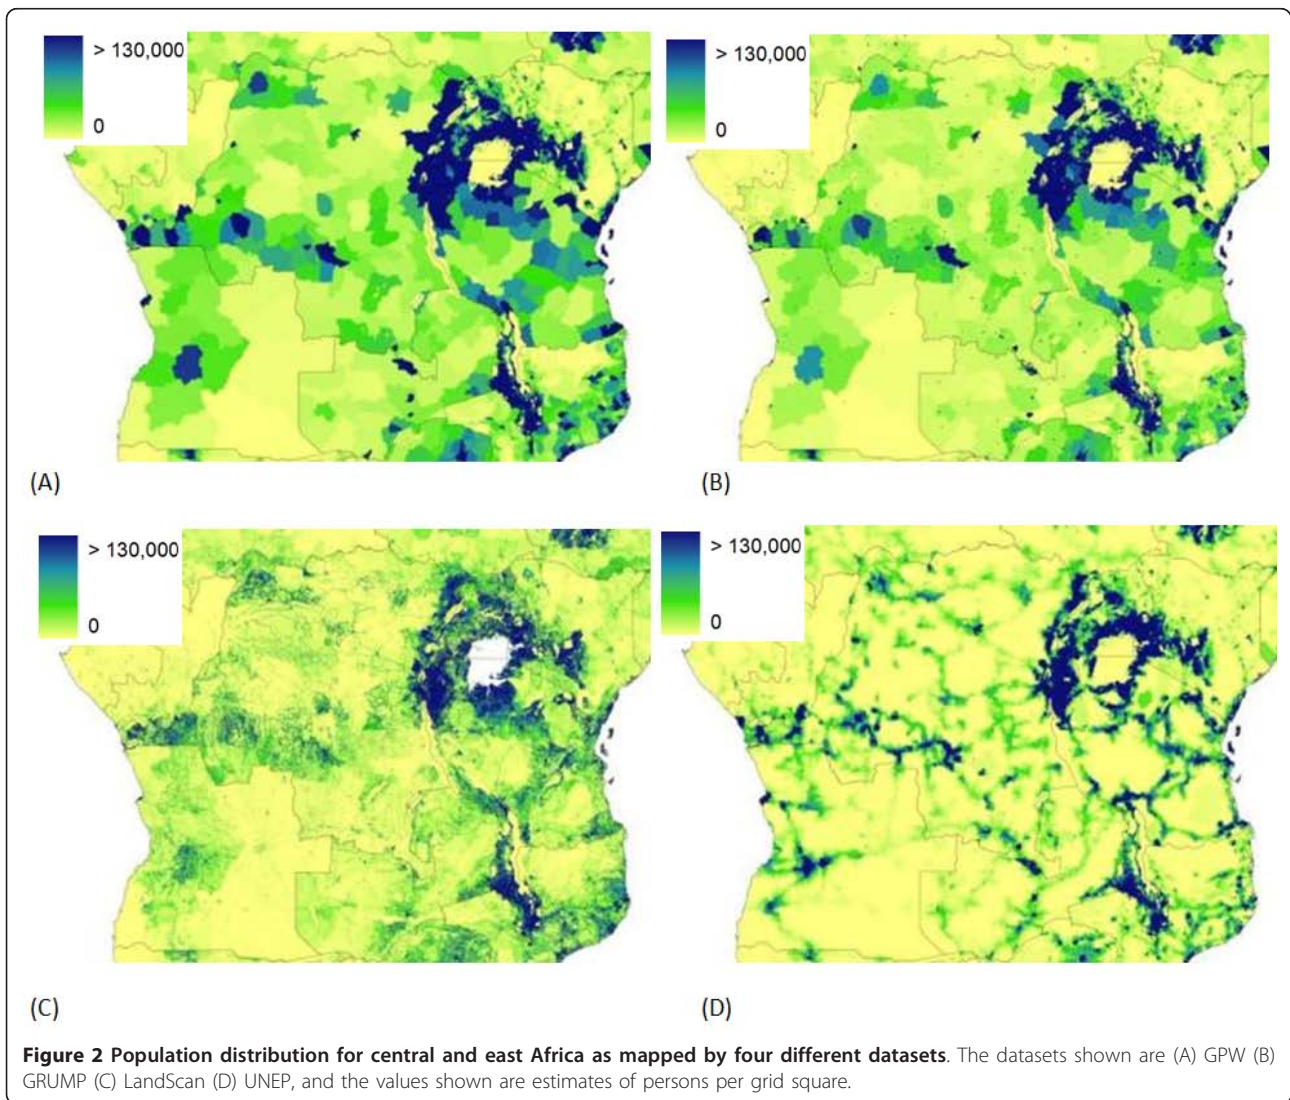 > 130,000
0
(A)
> 130,000
0
(B)
> 130,000
0
(C)
> 130,000
0
(D)
Figure 2 Population distribution for central and east Africa as mapped by four different datasets. The datasets shown are (A) GPW (B)
GRUMP (C) LandScan (D) UNEP, and the values shown are estimates of persons per grid square.